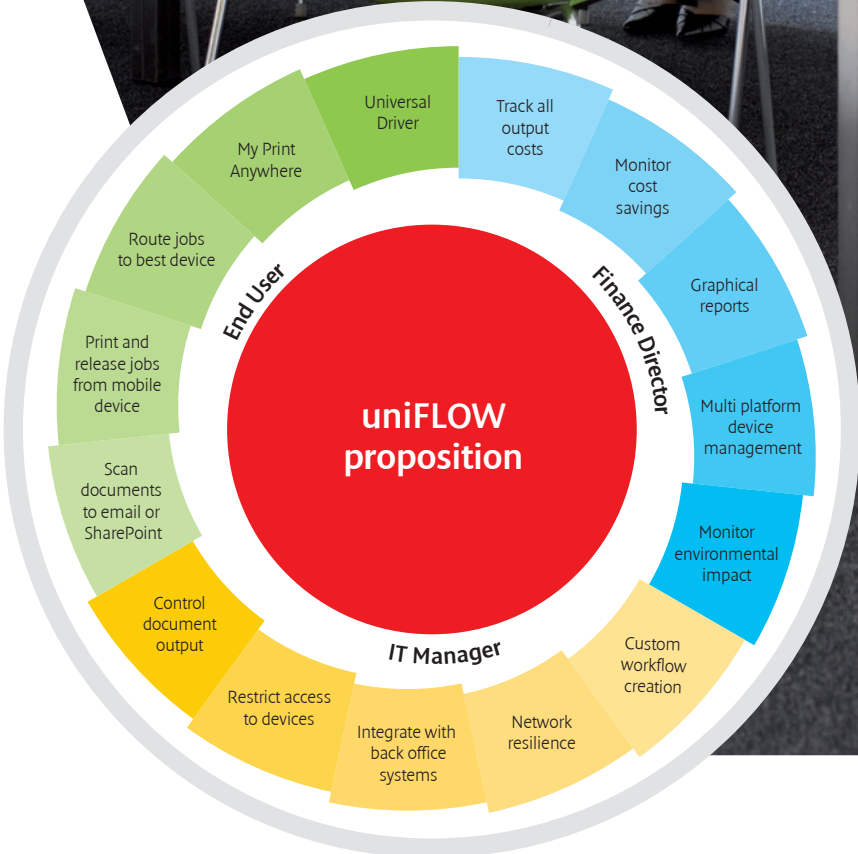 uniFLOW
proposition
End User
Finance Director
IT Manager
Universal
Driver
Track all
output
costs
Monitor
cost
savings
Graphical
reports
Multi platform
device
management
Monitor
environmental
impact
Custom
workflow
creation
Network
resilience
Integrate with
back office
systems
Restrict access
to devices
Control
document
output
Scan
documents
to email or
SharePoint
Print and
release jobs
from mobile
device
Route jobs
to best device
My Print
Anywhere